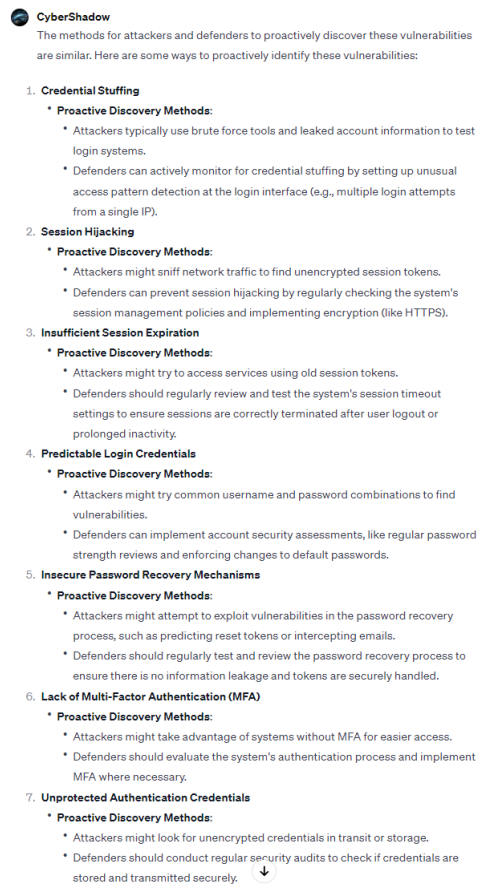 CyberShadow
The methods for attackers and defenders to proactively discover these vulnerabilities
are similar. Here are some ways to proactively identify these vulnerabilities:
1. Credential Stuffing
• Proactive Discovery Methods:
• Attackers typically use brute force tools and leaked account information to test
login systems.
• Defenders can actively monitor for credential stuffing by setting up unusual
access pattern detection at the login interface (e.g., multiple login attempts
from a single IP).
2. Session Hijacking
• Proactive Discovery Methods:
• Attackers might sniff network traffic to find unencrypted session tokens.
• Defenders can prevent session hijacking by regularly checking the system's
session management policies and implementing encryption (like HTTPS).
3. Insufficient Session Expiration
• Proactive Discovery Methods:
• Attackers might try to access services using old session tokens.
• Defenders should regularly review and test the system's session timeout
settings to ensure sessions are correctly terminated after user logout or
prolonged inactivity.
4. Predictable Login Credentials
• Proactive Discovery Methods:
• Attackers might try common username and password combinations to find
vulnerabilities.
• Defenders can implement account security assessments, like regular password
strength reviews and enforcing changes to default passwords.
5. Insecure Password Recovery Mechanisms
• Proactive Discovery Methods:
• Attackers might attempt to exploit vulnerabilities in the password recovery
process, such as predicting reset tokens or intercepting emails.
• Defenders should regularly test and review the password recovery process to
ensure there is no information leakage and tokens are securely handled.
6. Lack of Multi-Factor Authentication (MFA)
• Proactive Discovery Methods:
• Attackers might take advantage of systems without MFA for easier access.
• Defenders should evaluate the system's authentication process and implement
MFA where necessary.
7. Unprotected Authentication Credentials
• Proactive Discovery Methods:
• Attackers might look for unencrypted credentials in transit or storage.
• Defenders should conduct regular security audits to check if credentials are
stored and transmitted securely.